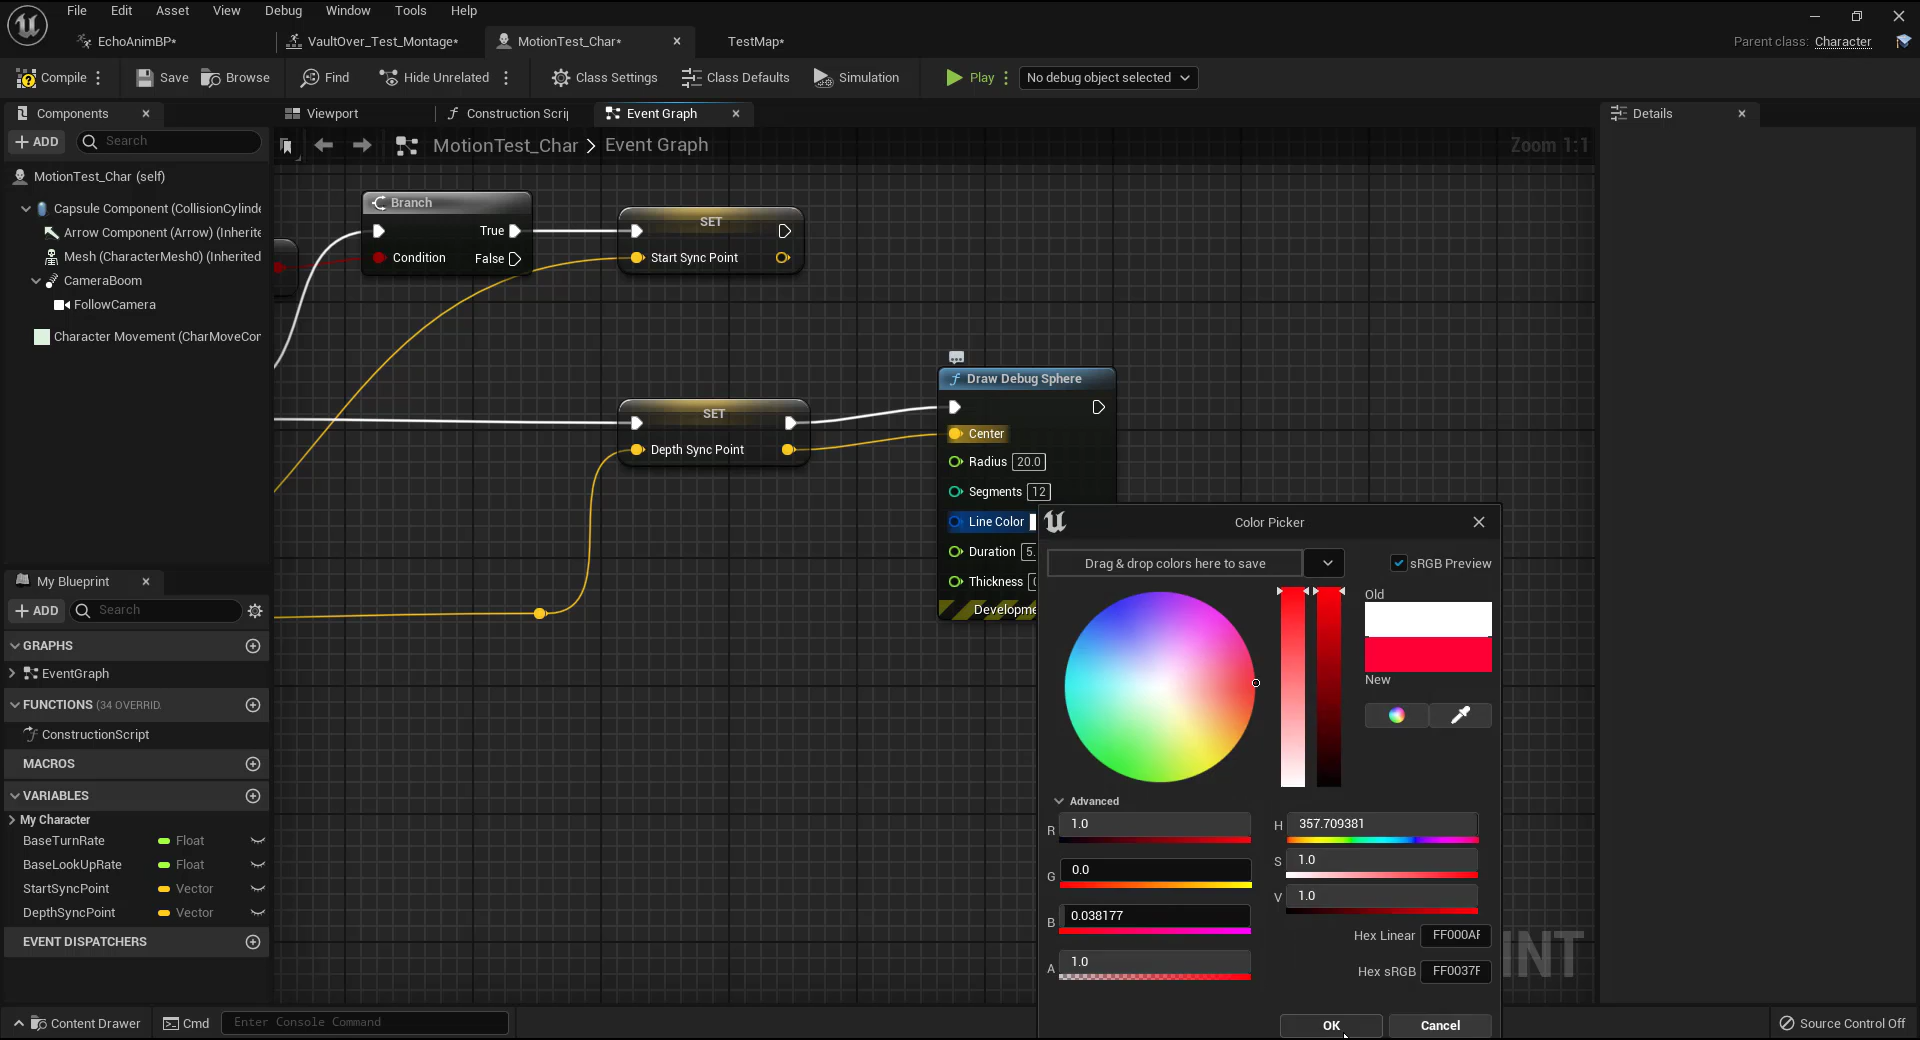 File Edit Asset View Debug Window Tools Help
EchoAnimBP* VaultOver_Test_Montage* MotionTest_Char* TestMap* Parent class: Character
Compile Save Browse Find Hide Unrelated Class Settings Class Defaults Simulation Play No debug object selected
Components Viewport Construction Scrip Event Graph Details
+ ADD Search
MotionTest_Char > Event Graph Zoom 1:1
MotionTest_Char (self)
Capsule Component (CollisionCylinde
Arrow Component (Arrow) (Inherite
Mesh (CharacterMesh0) (Inherited
CameraBoom
FollowCamera
Character Movement (CharMoveCor
Branch
True
Condition False
SET
Start Sync Point
SET
Depth Sync Point
Draw Debug Sphere
Center
Radius 20.0
Segments 12
Line Color
Duration 5.
Thickness
Developme
My Blueprint
+ ADD Search
GRAPHS
EventGraph
FUNCTIONS (34 OVERRID.
ConstructionScript
MACROS
VARIABLES
My Character
BaseTurnRate Float
BaseLookUpRate Float
StartSyncPoint Vector
DepthSyncPoint Vector
EVENT DISPATCHERS
Color Picker
Drag & drop colors here to save sRGB Preview
Old
New
Advanced
R 1.0
G 0.0
B 0.038177
A 1.0
H 357.709381
S 1.0
V 1.0
Hex Linear FF000AF
Hex sRGB FF0037F
OK Cancel
INT
Content Drawer Cmd Enter Console Command Source Control Off